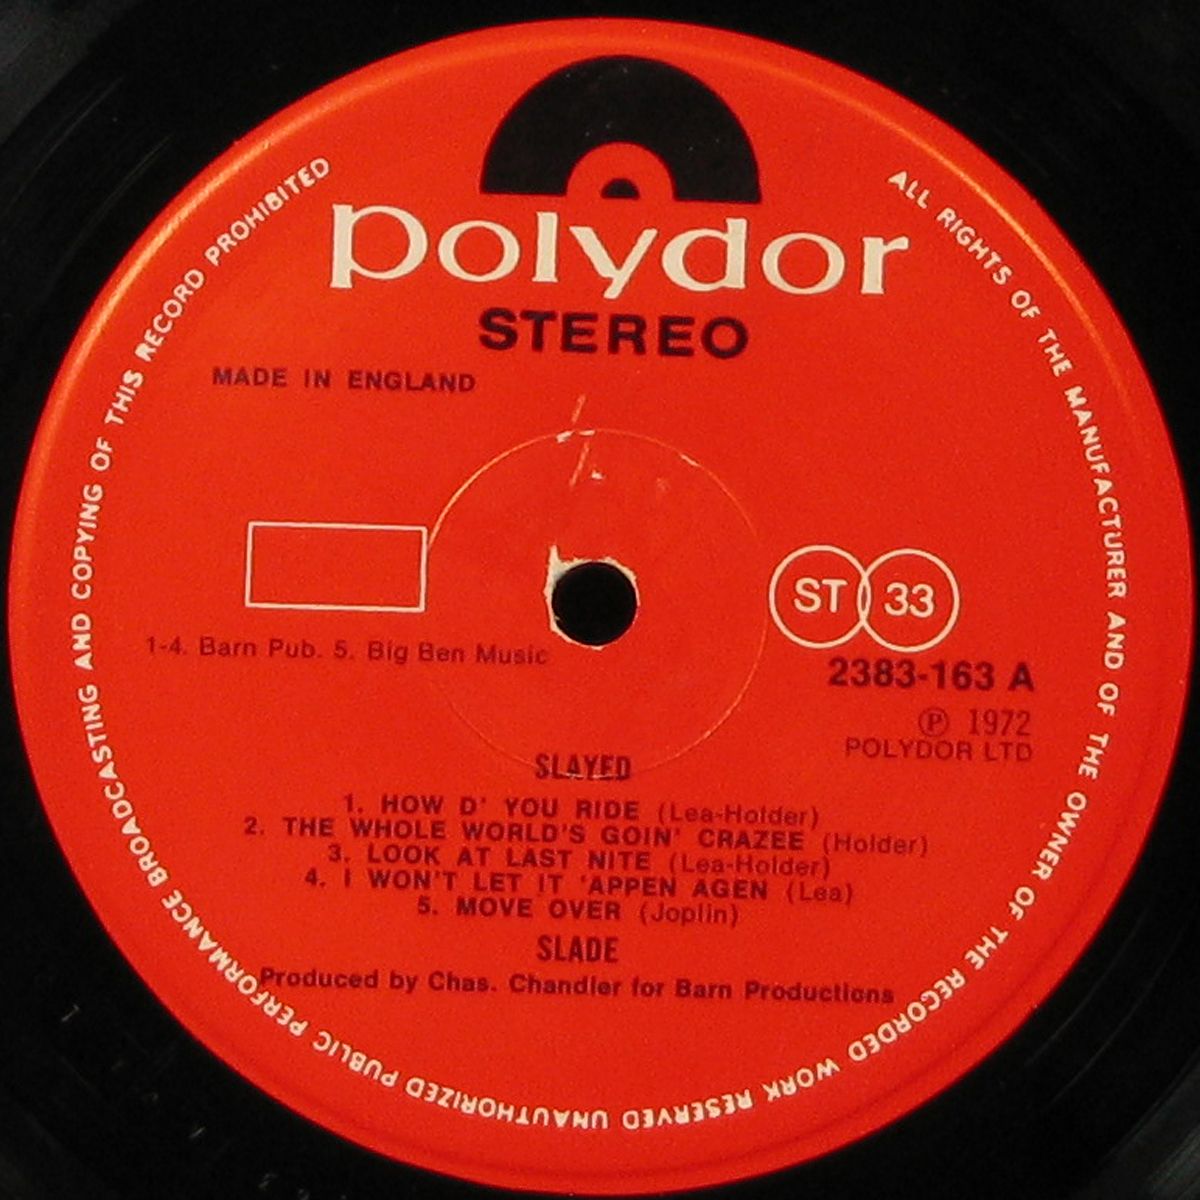 polydor
STEREO
MADE IN ENGLAND
ST 33
1-4. Barn Pub. 5. Big Ben Music
2383-163 A
Ⓟ 1972
POLYDOR LTD
SLAYED
1. HOW D' YOU RIDE (Lea-Holder)
2. THE WHOLE WORLD'S GOIN' CRAZEE (Holder)
3. LOOK AT LAST NITE (Lea-Holder)
4. I WON'T LET IT 'APPEN AGEN (Lea)
5. MOVE OVER (Joplin)
SLADE
Produced by Chas. Chandler for Barn Productions
ALL RIGHTS OF THE MANUFACTURER AND OF THE OWNER OF THE RECORDED WORK RESERVED UNAUTHORIZED PUBLIC PERFORMANCE BROADCASTING AND COPYING OF THIS RECORD PROHIBITED